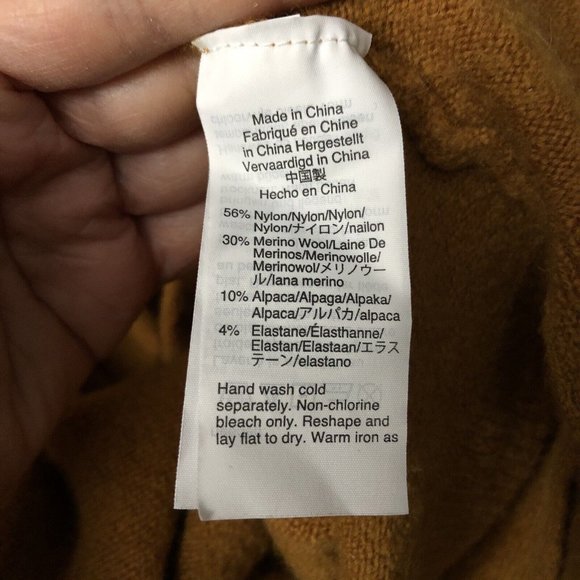 Made in China
Fabriqué en Chine
in China Hergestellt
Vervaardigd in China
中国製
Hecho en China
56% Nylon/Nylon/Nylon/
Nylon/ナイロン/nailon
30% Merino Wool/Laine De
Merinos/Merinowolle/
Merinowol/メリノウー
ル/lana merino
10% Alpaca/Alpaga/Alpaka/
Alpaca/アルパカ/alpaca
4% Elastane/Élasthanne/
Elastan/Elastaan/エラス
テーン/elastano
Hand wash cold
separately. Non-chlorine
bleach only. Reshape and
lay flat to dry. Warm iron as